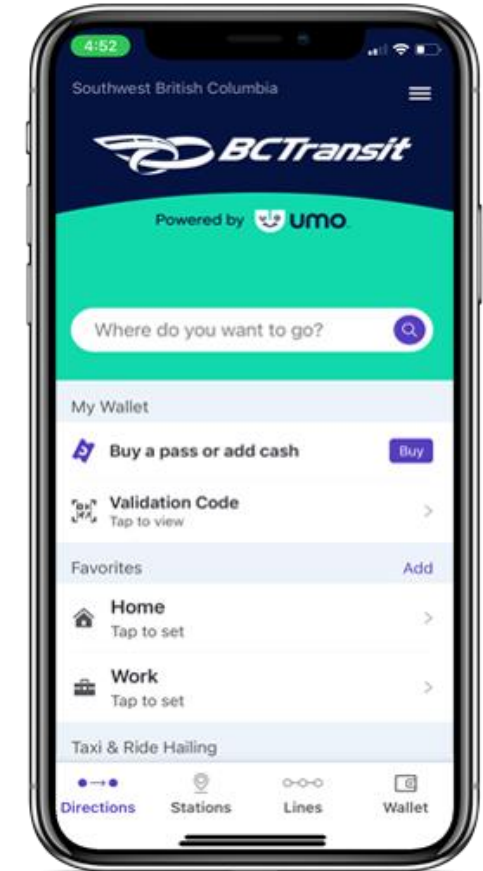 4:52
Southwest British Columbia
BCTransit
Powered by umo
Where do you want to go?
My Wallet
Buy a pass or add cash
Buy
Validation Code
Tap to view
Favorites
Add
Home
Tap to set
Work
Tap to set
Taxi & Ride Hailing
Directions Stations Lines Wallet